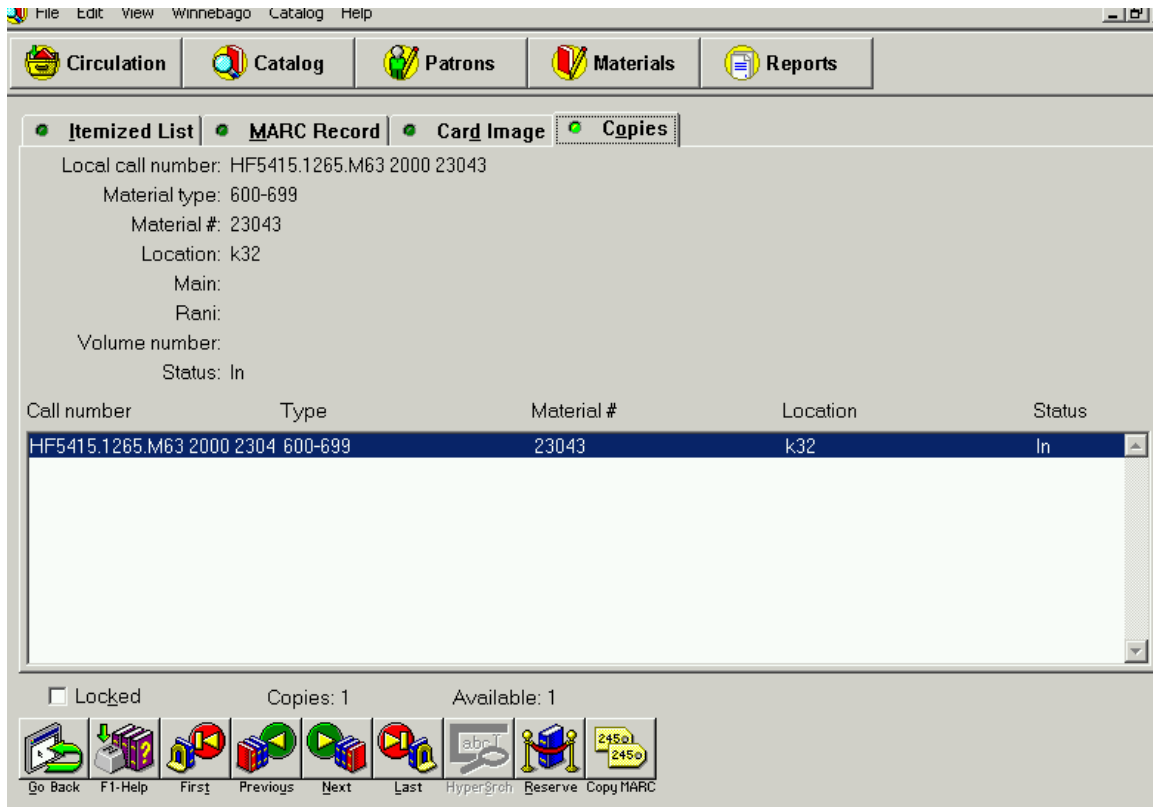 File Edit View Winnebago Catalog Help
Circulation Catalog Patrons Materials Reports
Itemized List MARC Record Card Image Copies
Local call number: HF5415.1265.M63 2000 23043
Material type: 600-699
Material #: 23043
Location: k32
Main:
Rani:
Volume number:
Status: In
Call number Type Material # Location Status
HF5415.1265.M63 2000 2304 600-699 23043 k32 In
Locked Copies: 1 Available: 1
abcI 245o 245o
Go Back F1-Help First Previous Next Last HyperSrch Reserve Copy MARC